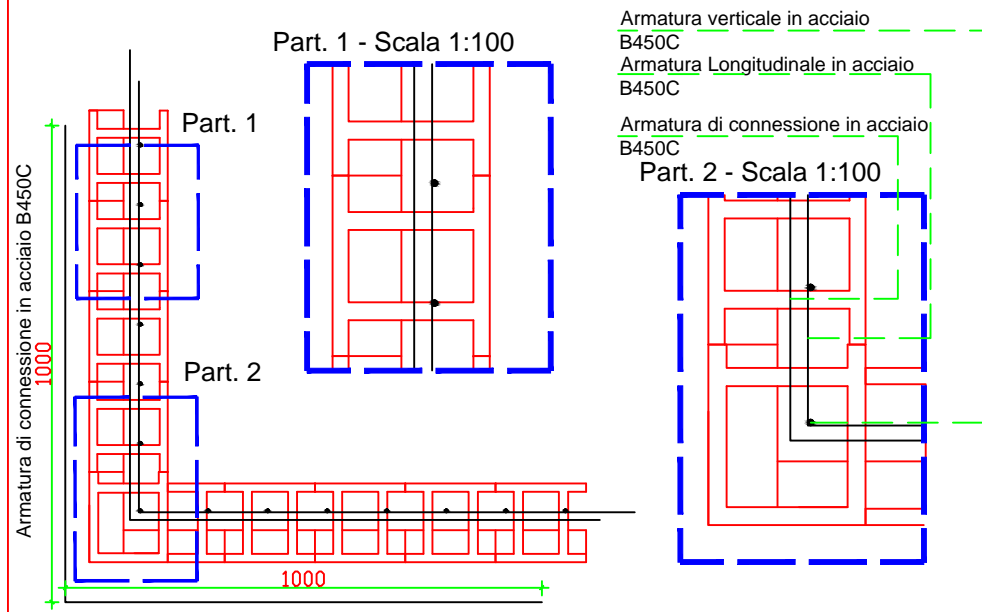 Part. 1 - Scala 1:100
Armatura verticale in acciaio
B450C
Armatura Longitudinale in acciaio
B450C
Armatura di connessione in acciaio
B450C
Part. 1
Part. 2 - Scala 1:100
Armatura di connessione in acciaio B450C
1000
Part. 2
1000